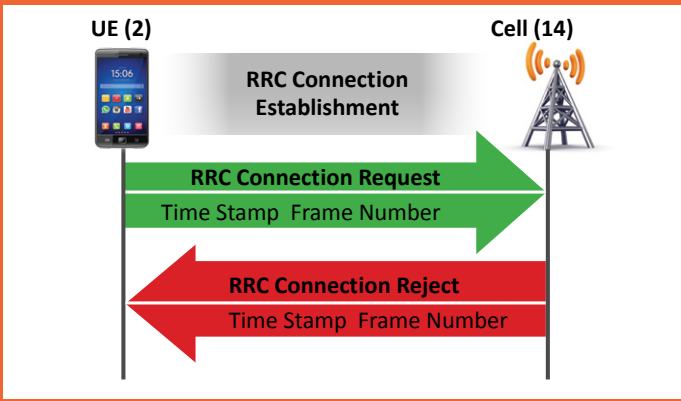 UE (2)
Cell (14)
15:06
RRC Connection
Establishment
RRC Connection Request
Time Stamp Frame Number
RRC Connection Reject
Time Stamp Frame Number